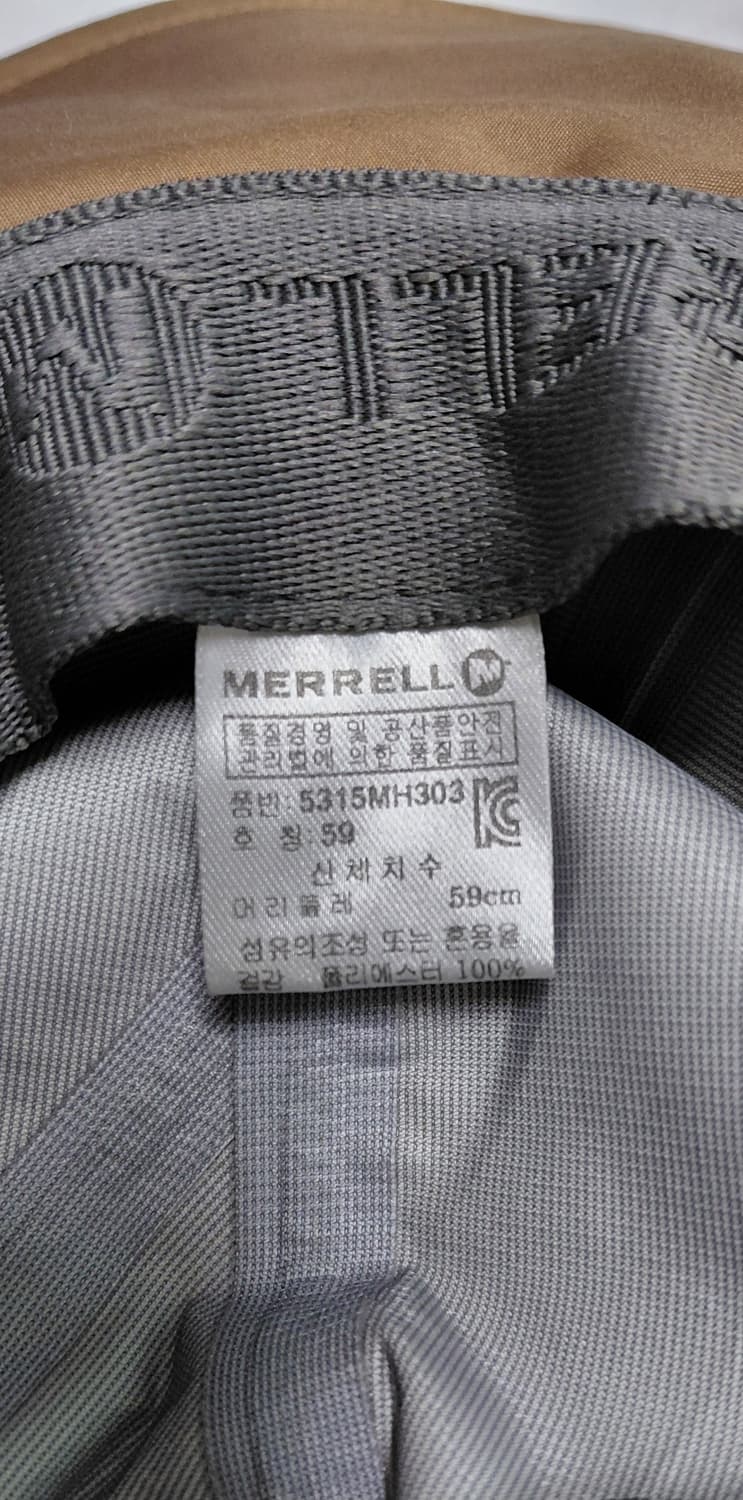 MERRELL
품질경영 및 공산품안전
관리법에 의한 품질표시
품번: 5315MH303
호 칭: 59
신체치수
머리둘레 59cm
섬유의조성 또는 혼용율
겉감 폴리에스터 100%